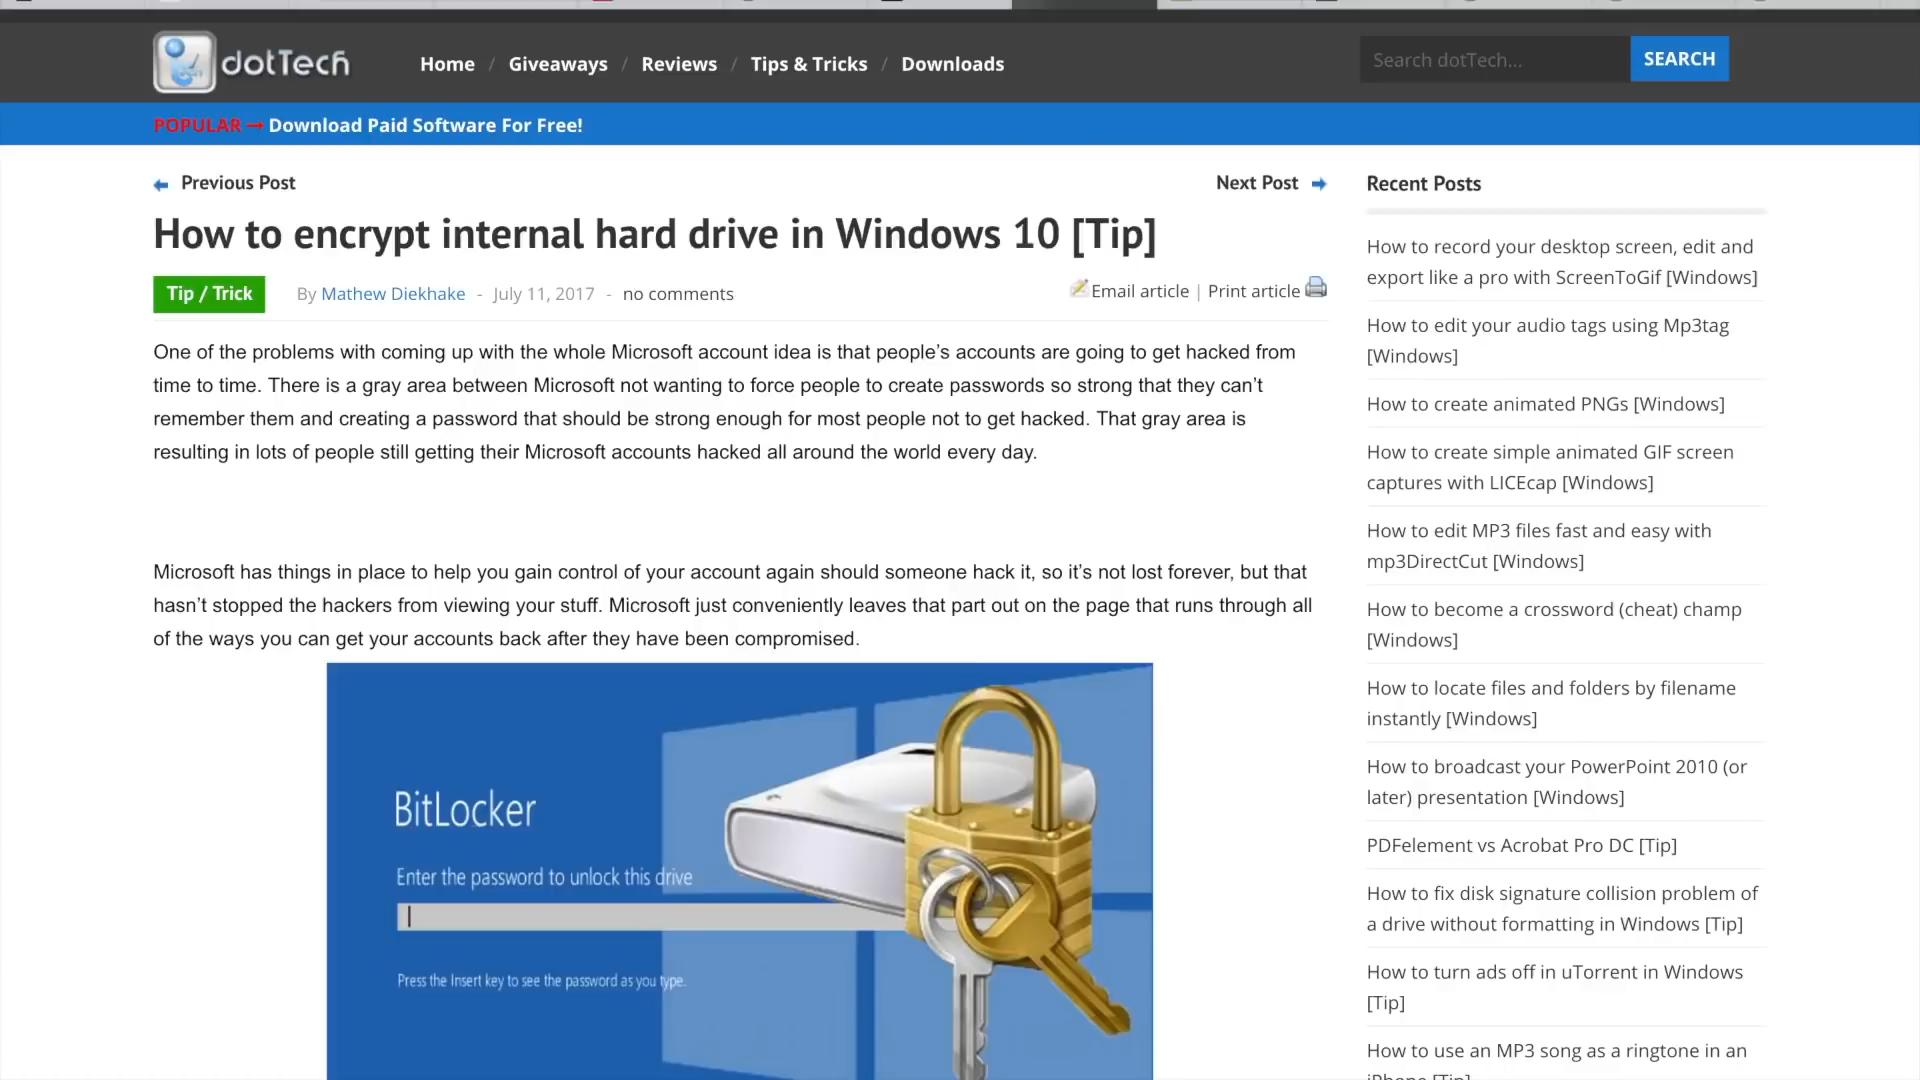 dotTech
Home / Giveaways / Reviews / Tips & Tricks / Downloads
Search dotTech...
SEARCH
POPULAR → Download Paid Software For Free!
Previous Post
Next Post
How to encrypt internal hard drive in Windows 10 [Tip]
Tip / Trick
By Mathew Diekhake - July 11, 2017 - no comments
Email article | Print article
One of the problems with coming up with the whole Microsoft account idea is that people’s accounts are going to get hacked from
time to time. There is a gray area between Microsoft not wanting to force people to create passwords so strong that they can’t
remember them and creating a password that should be strong enough for most people not to get hacked. That gray area is
resulting in lots of people still getting their Microsoft accounts hacked all around the world every day.
Microsoft has things in place to help you gain control of your account again should someone hack it, so it’s not lost forever, but that
hasn’t stopped the hackers from viewing your stuff. Microsoft just conveniently leaves that part out on the page that runs through all
of the ways you can get your accounts back after they have been compromised.
BitLocker
Enter the password to unlock this drive
Press the Insert key to see the password as you type.
Recent Posts
How to record your desktop screen, edit and
export like a pro with ScreenToGif [Windows]
How to edit your audio tags using Mp3tag
[Windows]
How to create animated PNGs [Windows]
How to create simple animated GIF screen
captures with LICEcap [Windows]
How to edit MP3 files fast and easy with
mp3DirectCut [Windows]
How to become a crossword (cheat) champ
[Windows]
How to locate files and folders by filename
instantly [Windows]
How to broadcast your PowerPoint 2010 (or
later) presentation [Windows]
PDFelement vs Acrobat Pro DC [Tip]
How to fix disk signature collision problem of
a drive without formatting in Windows [Tip]
How to turn ads off in uTorrent in Windows
[Tip]
How to use an MP3 song as a ringtone in an
iPhone [Tip]